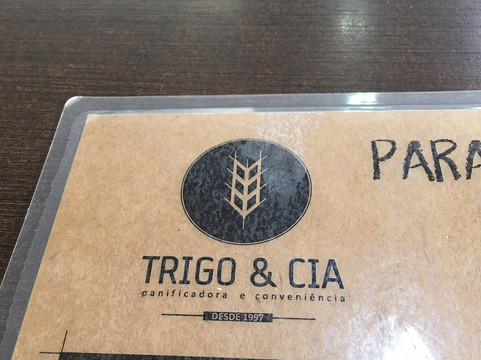 PARA
TRIGO & CIA
panificadora e conveniência
DESDE 1997